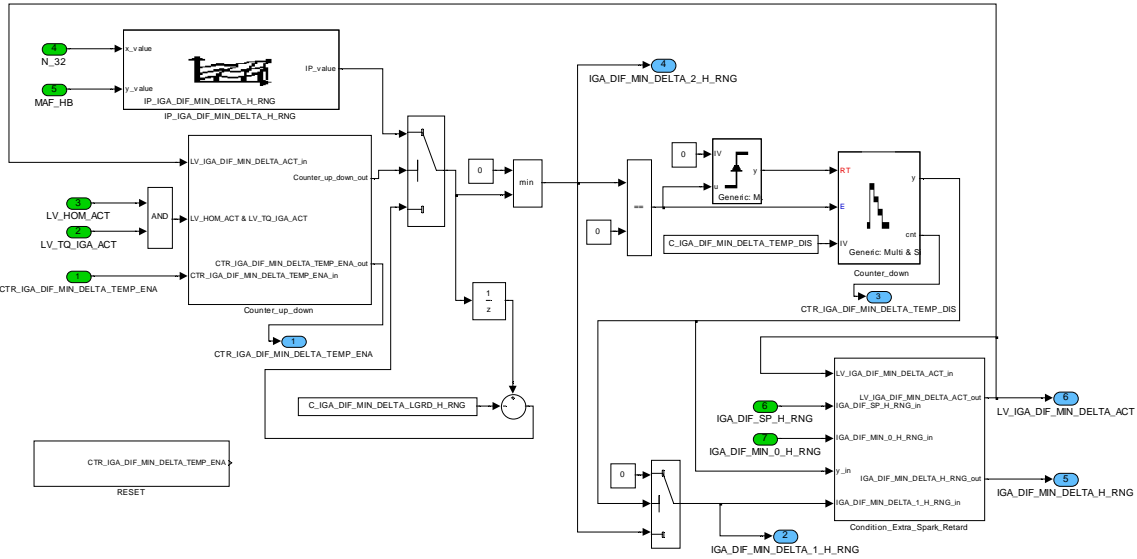 4
N_32
5
MAF_HB
x_value
y_value
IP_value
IP_IGA_DIF_MIN_DELTA_H_RNG
IP_IGA_DIF_MIN_DELTA_H_RNG
LV_IGA_DIF_MIN_DELTA_ACT_in
Counter_up_down_out
LV_HOM_ACT & LV_TQ_IGA_ACT
CTR_IGA_DIF_MIN_DELTA_TEMP_ENA_out
CTR_IGA_DIF_MIN_DELTA_TEMP_ENA_in
Counter_up_down
3
LV_HOM_ACT
2
LV_TQ_IGA_ACT
AND
1
CTR_IGA_DIF_MIN_DELTA_TEMP_ENA
1
CTR_IGA_DIF_MIN_DELTA_TEMP_ENA
0
min
1
z
C_IGA_DIF_MIN_DELTA_LGRD_H_RNG
CTR_IGA_DIF_MIN_DELTA_TEMP_ENA
RESET
4
IGA_DIF_MIN_DELTA_2_H_RNG
0
==
0
IV
u
y
Generic: M.
C_IGA_DIF_MIN_DELTA_TEMP_DIS
RT
E
IV
y
cnt
Generic: Multi & S
Counter_down
3
CTR_IGA_DIF_MIN_DELTA_TEMP_DIS
6
IGA_DIF_SP_H_RNG
7
IGA_DIF_MIN_0_H_RNG
LV_IGA_DIF_MIN_DELTA_ACT_in
LV_IGA_DIF_MIN_DELTA_ACT_out
IGA_DIF_SP_H_RNG_in
IGA_DIF_MIN_0_H_RNG_in
y_in
IGA_DIF_MIN_DELTA_H_RNG_out
IGA_DIF_MIN_DELTA_1_H_RNG_in
Condition_Extra_Spark_Retard
6
LV_IGA_DIF_MIN_DELTA_ACT
5
IGA_DIF_MIN_DELTA_H_RNG
0
2
IGA_DIF_MIN_DELTA_1_H_RNG